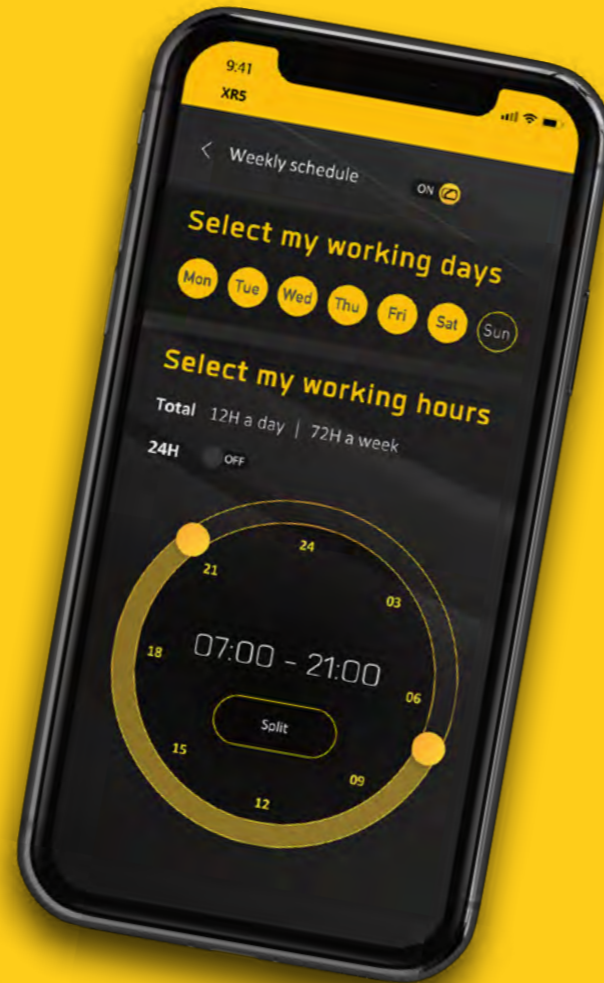 9:41
XR5
Weekly schedule
ON
Select my working days
Mon Tue Wed Thu Fri Sat Sun
Select my working hours
Total 12H a day | 72H a week
24H OFF
24
21
03
18
07:00 - 21:00
06
Split
15
09
12